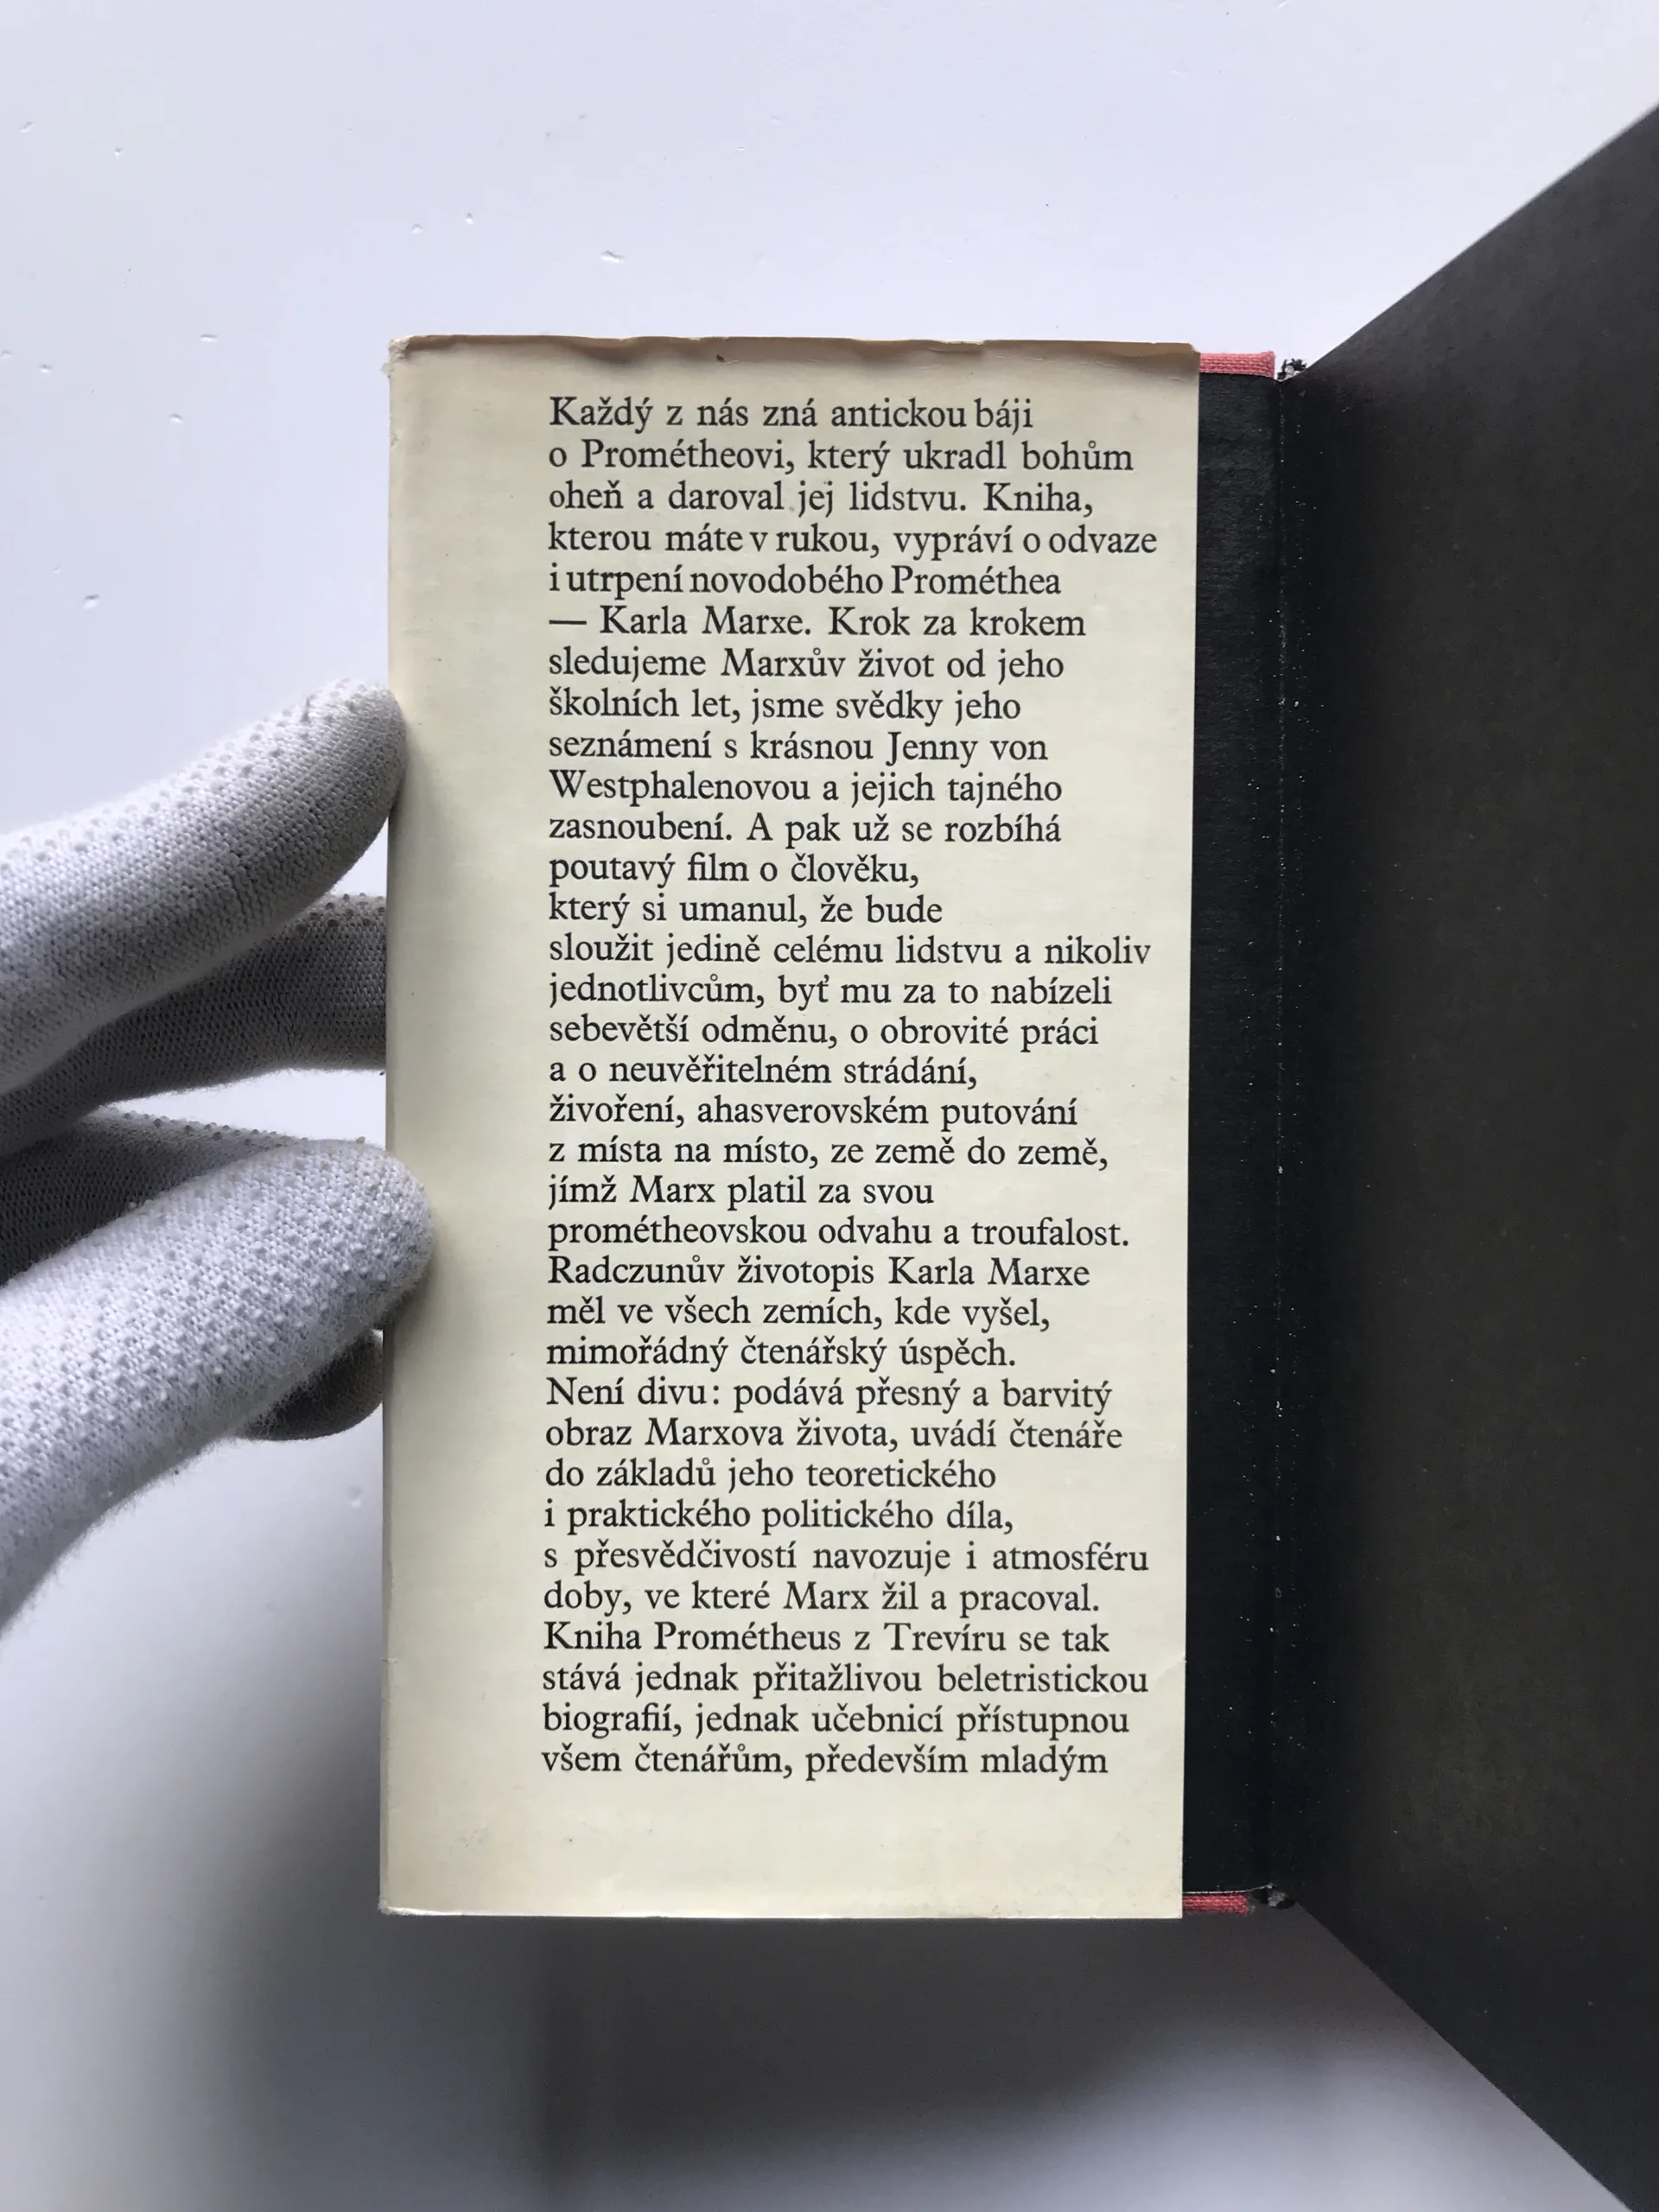 Každý z nás zná antickou báji
o Prométheovi, který ukradl bohům
oheň a daroval jej lidstvu. Kniha,
kterou máte v rukou, vypráví o odvaze
i utrpení novodobého Prométhea
— Karla Marxe. Krok za krokem
sledujeme Marxův život od jeho
školních let, jsme svědky jeho
seznámení s krásnou Jenny von
Westphalenovou a jejich tajného
zasnoubení. A pak už se rozbíhá
poutavý film o člověku,
který si umanul, že bude
sloužit jedině celému lidstvu a nikoliv
jednotlivcům, byť mu za to nabízeli
sebevětší odměnu, o obrovité práci
a o neuvěřitelném strádání,
živoření, ahasverovském putování
z místa na místo, ze země do země,
jímž Marx platil za svou
prométheovskou odvahu a troufalost.
Radczunův životopis Karla Marxe
měl ve všech zemích, kde vyšel,
mimořádný čtenářský úspěch.
Není divu: podává přesný a barvitý
obraz Marxova života, uvádí čtenáře
do základů jeho teoretického
i praktického politického díla,
s přesvědčivostí navozuje i atmosféru
doby, ve které Marx žil a pracoval.
Kniha Prométheus z Trevíru se tak
stává jednak přitažlivou beletristickou
biografií, jednak učebnicí přístupnou
všem čtenářům, především mladým